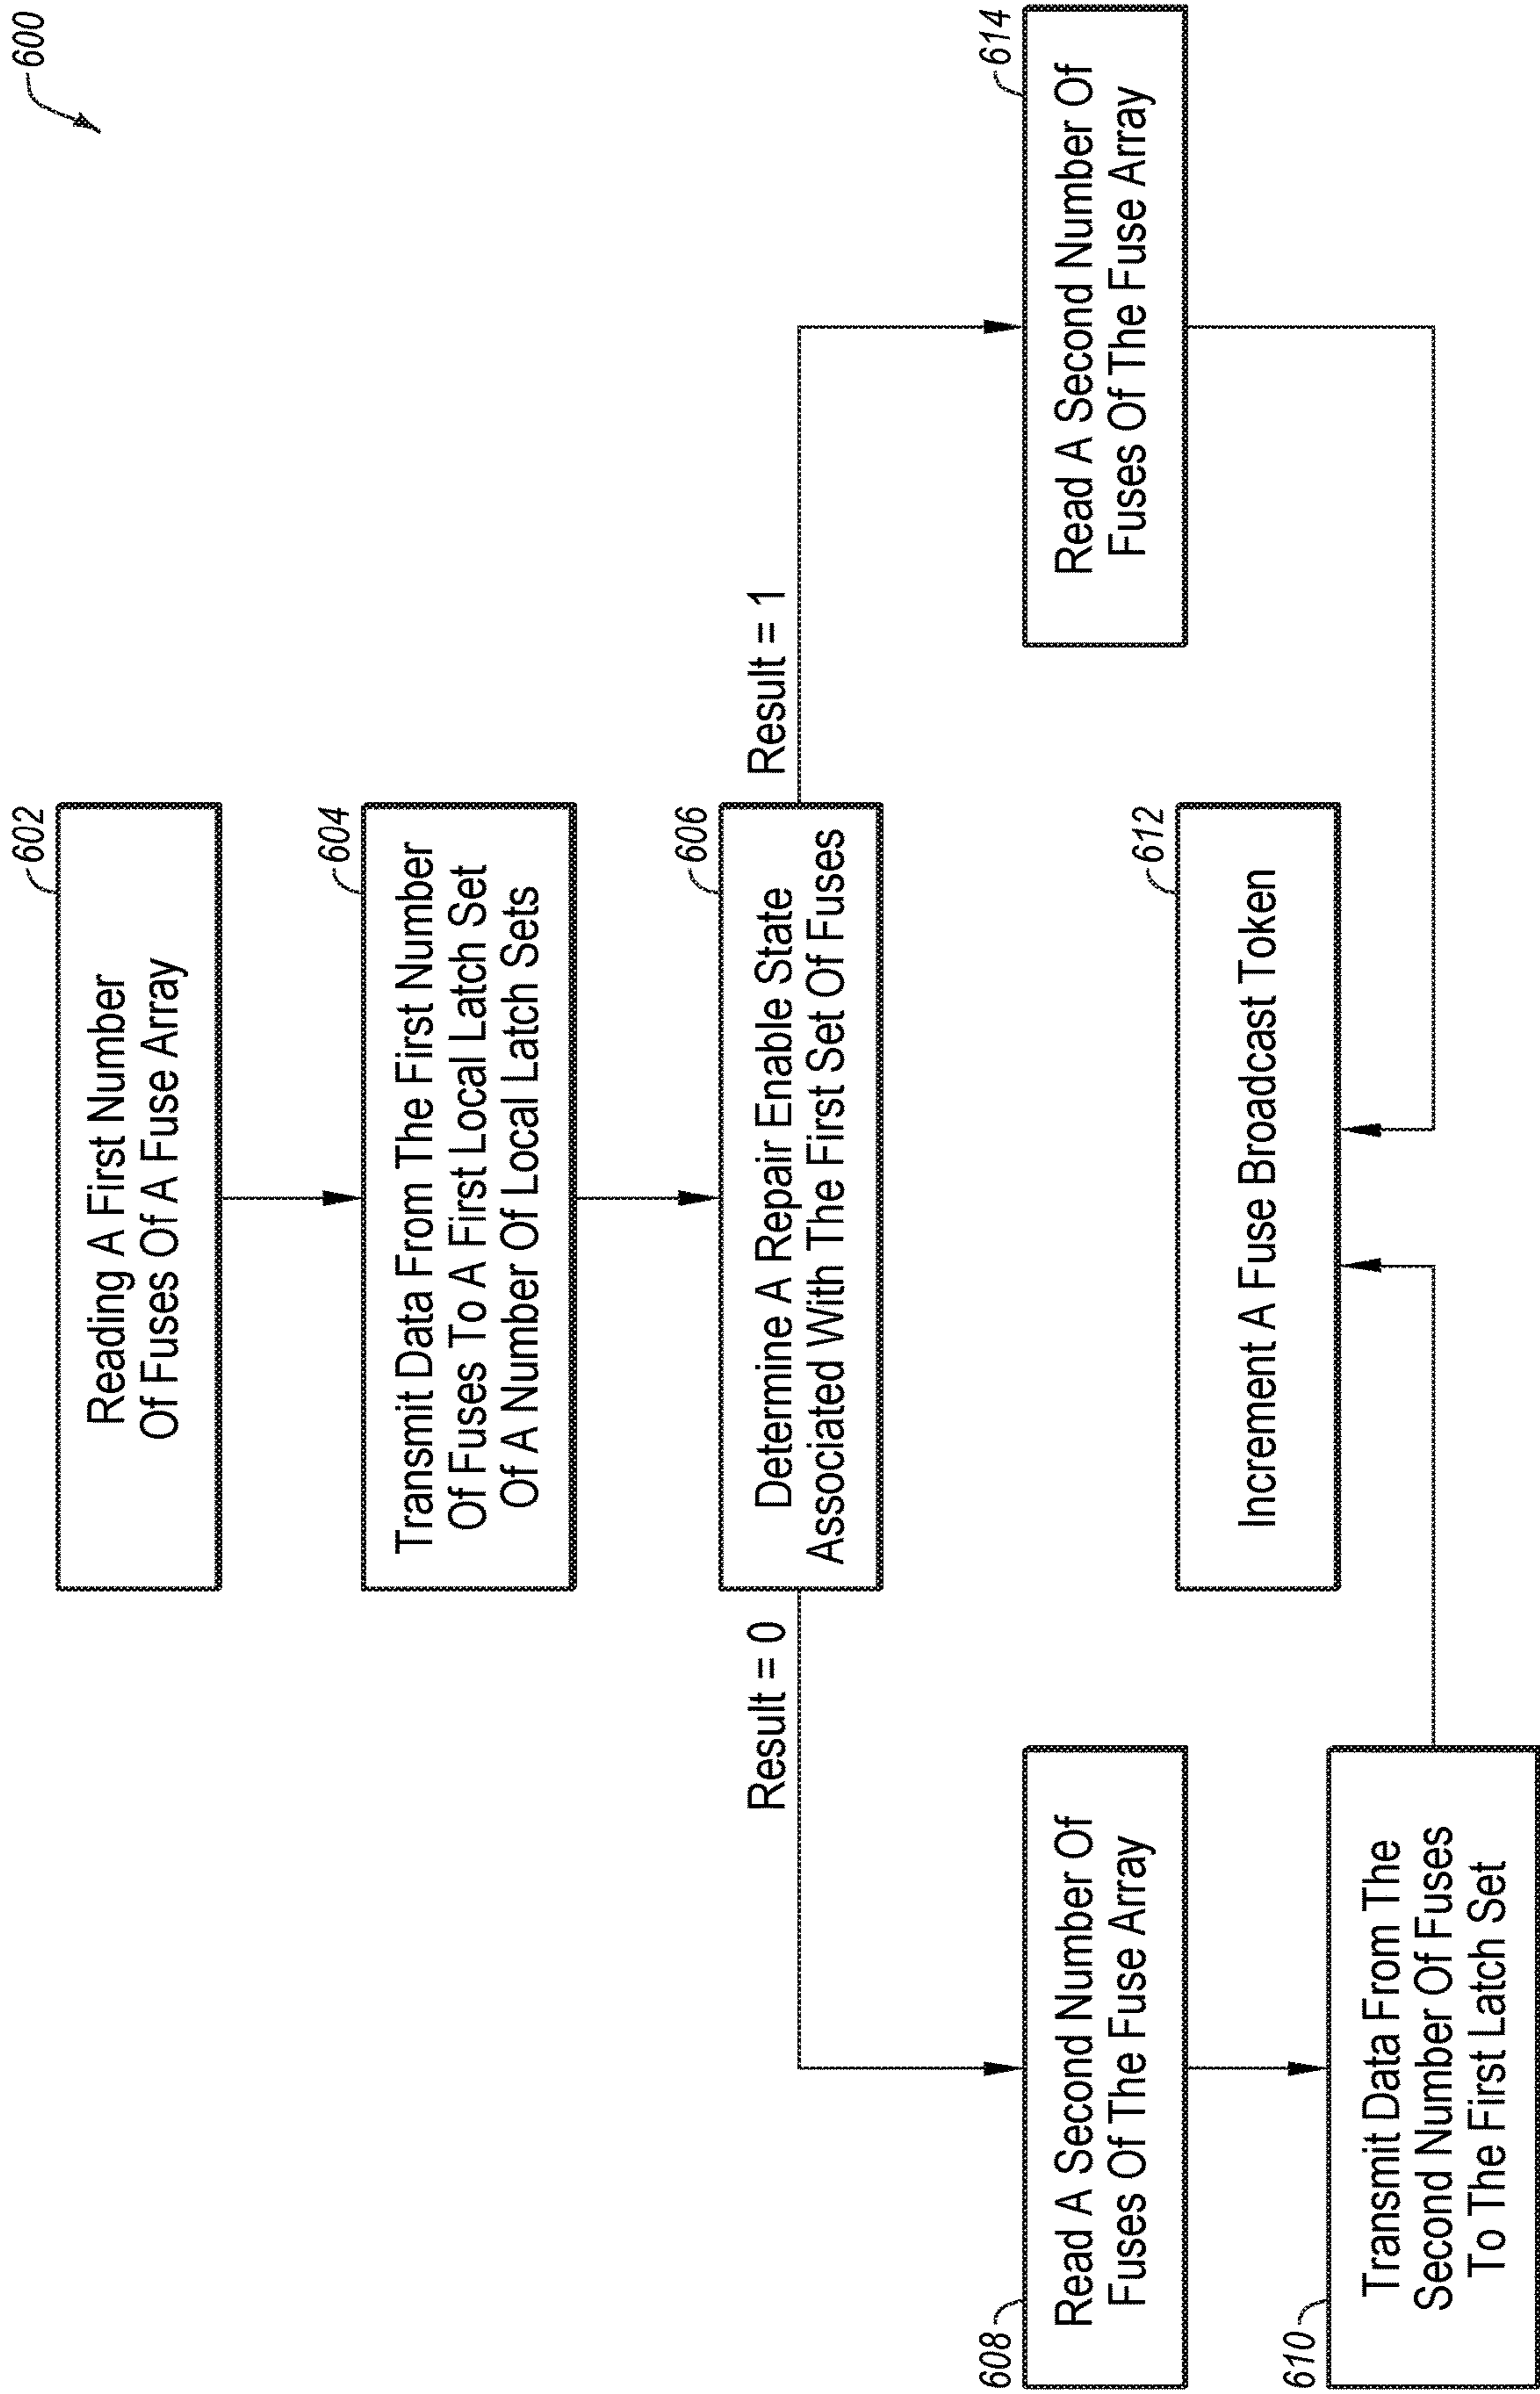 600
602
Reading A First Number
Of Fuses Of A Fuse Array
604
Transmit Data From The First Number
Of Fuses To A First Local Latch Set
Of A Number Of Local Latch Sets
606
Determine A Repair Enable State
Associated With The First Set Of Fuses
Result = 0
Result = 1
608
Read A Second Number Of
Fuses Of The Fuse Array
614
Read A Second Number Of
Fuses Of The Fuse Array
612
Increment A Fuse Broadcast Token
610
Transmit Data From The
Second Number Of Fuses
To The First Latch Set